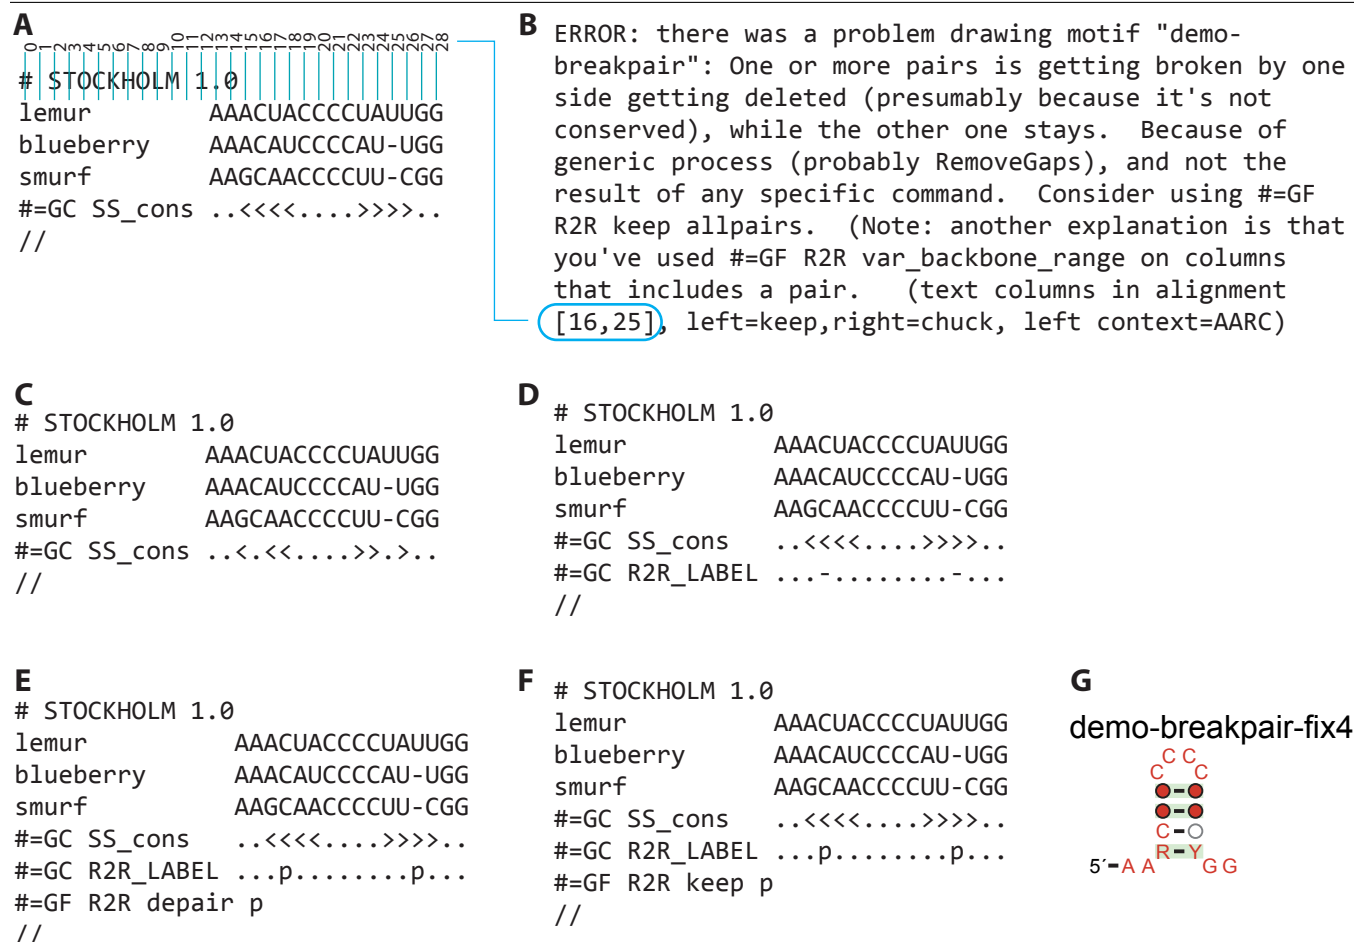 A
0 1 2 3 4 5 6 7 8 9 10 11 12 13 14 15 16 17 18 19 20 21 22 23 24 25 26 27 28
# STOCKHOLM 1.0
lemur        AAACUACCCCUAUUGG
blueberry    AAACAUCCCCAU-UGG
smurf        AAGCAACCCCUU-CGG
#=GC SS_cons ..<<<<....>>>>..
//
B
ERROR: there was a problem drawing motif "demo-
breakpair": One or more pairs is getting broken by one
side getting deleted (presumably because it's not
conserved), while the other one stays.  Because of
generic process (probably RemoveGaps), and not the
result of any specific command.  Consider using #=GF
R2R keep allpairs.  (Note: another explanation is that
you've used #=GF R2R var_backbone_range on columns
that includes a pair.   (text columns in alignment
[16,25], left=keep,right=chuck, left context=AARC)
C
# STOCKHOLM 1.0
lemur        AAACUACCCCUAUUGG
blueberry    AAACAUCCCCAU-UGG
smurf        AAGCAACCCCUU-CGG
#=GC SS_cons ..<.<<....>>.>..
//
D
# STOCKHOLM 1.0
lemur          AAACUACCCCUAUUGG
blueberry      AAACAUCCCCAU-UGG
smurf          AAGCAACCCCUU-CGG
#=GC SS_cons   ..<<<<....>>>>..
#=GC R2R_LABEL ...-........-...
//
E
# STOCKHOLM 1.0
lemur          AAACUACCCCUAUUGG
blueberry      AAACAUCCCCAU-UGG
smurf          AAGCAACCCCUU-CGG
#=GC SS_cons   ..<<<<....>>>>..
#=GC R2R_LABEL ...p........p...
#=GF R2R depair p
//
F
# STOCKHOLM 1.0
lemur          AAACUACCCCUAUUGG
blueberry      AAACAUCCCCAU-UGG
smurf          AAGCAACCCCUU-CGG
#=GC SS_cons   ..<<<<....>>>>..
#=GC R2R_LABEL ...p........p...
#=GF R2R keep p
//
G
demo-breakpair-fix4
C C
C C
C
R Y
5´ A A G G